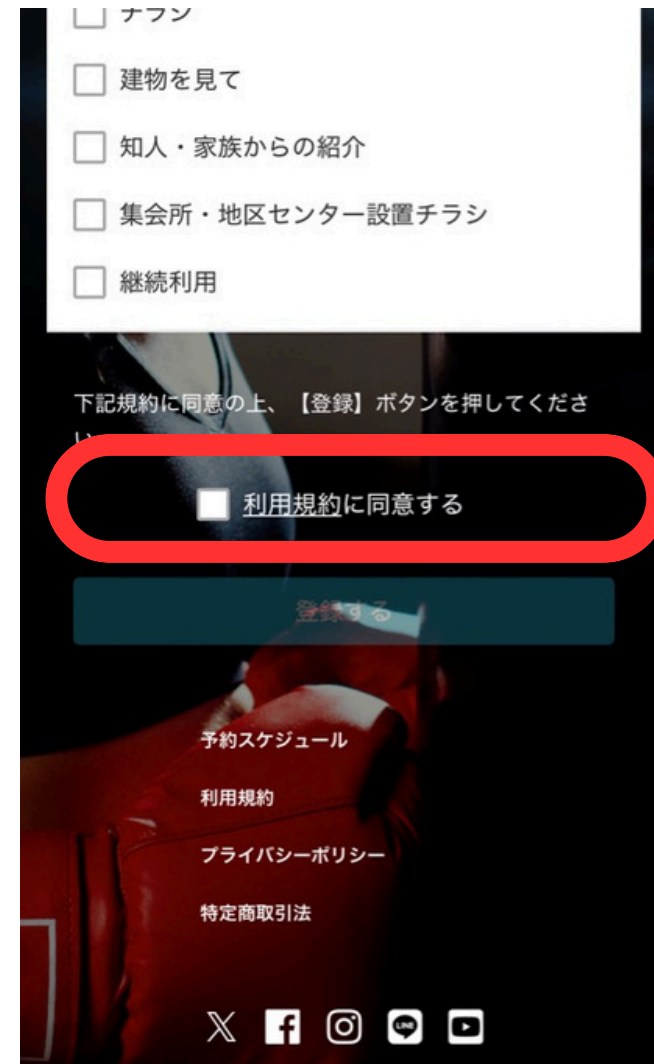 チラシ
建物を見て
知人・家族からの紹介
集会所・地区センター設置チラシ
継続利用
下記規約に同意の上、【登録】ボタンを押してくださ
い
利用規約に同意する
登録する
予約スケジュール
利用規約
プライバシーポリシー
特定商取引法
LINE